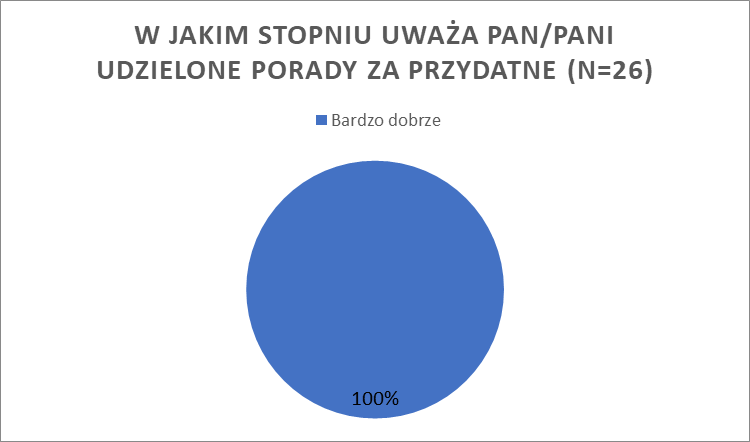 W JAKIM STOPNIU UWAŻA PAN/PANI
UDZIELONE PORADY ZA PRZYDATNE (N=26)
Bardzo dobrze
100%